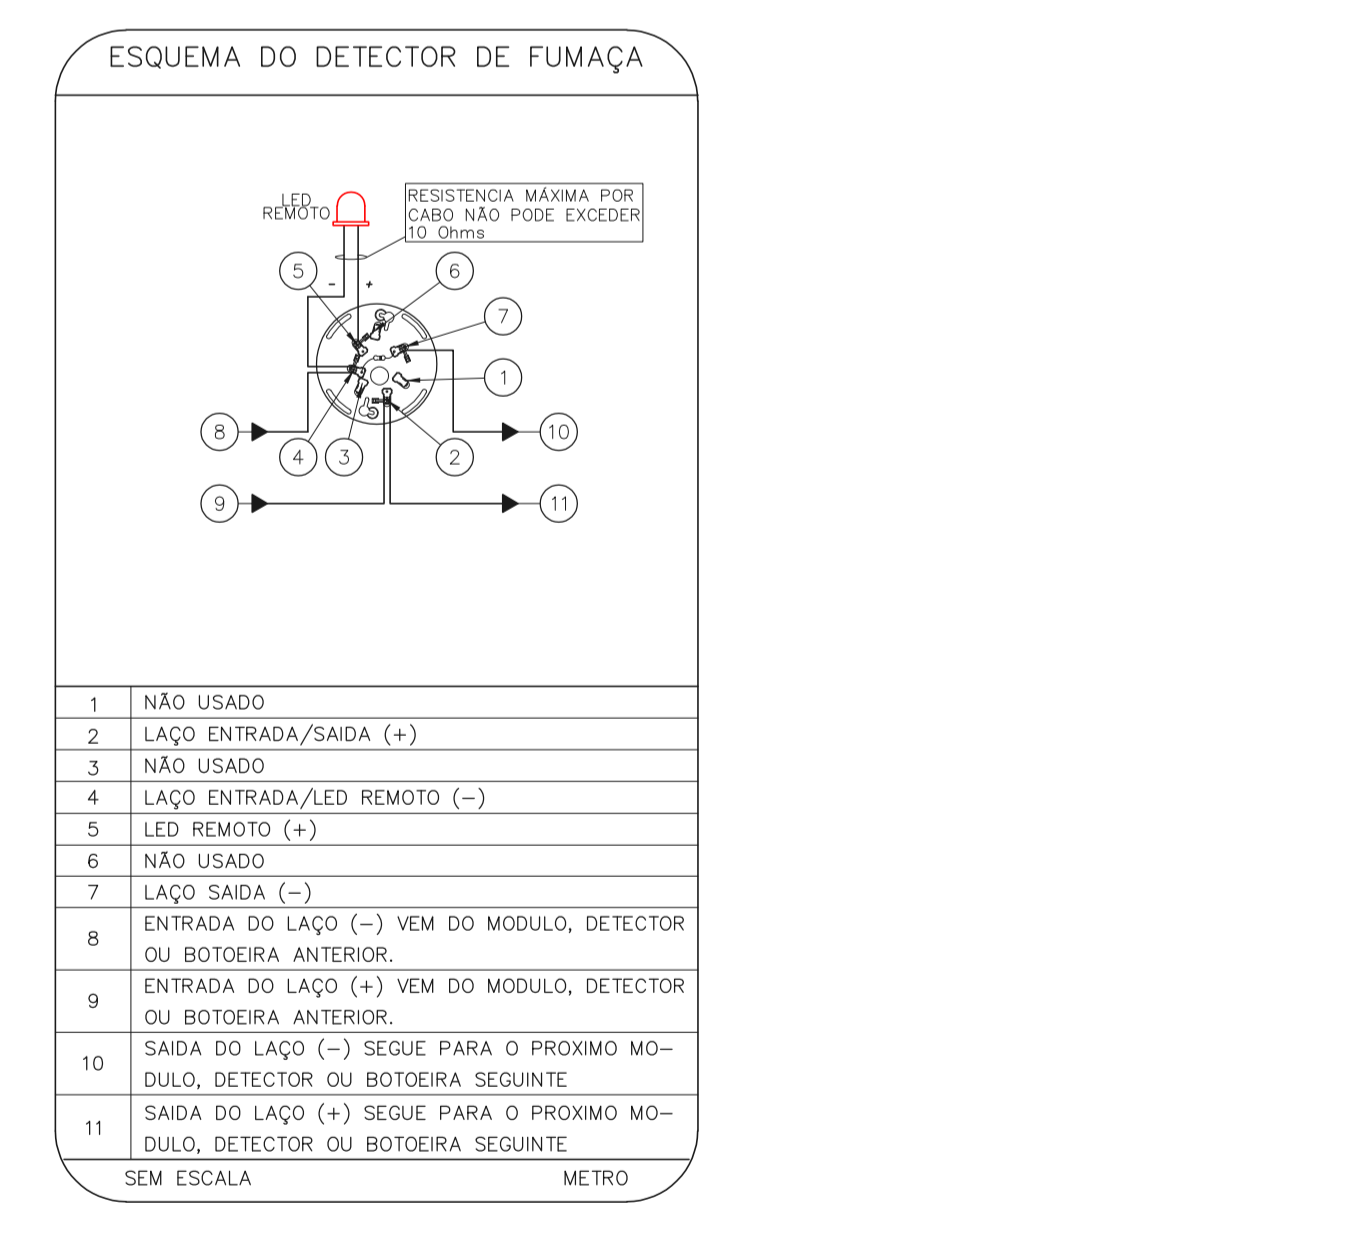 ESQUEMA DO DETECTOR DE FUMAÇA
LED
REMOTO
RESISTENCIA MÁXIMA POR
CABO NÃO PODE EXCEDER
10 Ohms
5
6
- +
7
1
8
10
4
3
2
9
11
1 NÃO USADO
2 LAÇO ENTRADA/SAIDA (+)
3 NÃO USADO
4 LAÇO ENTRADA/LED REMOTO (-)
5 LED REMOTO (+)
6 NÃO USADO
7 LAÇO SAIDA (-)
8 ENTRADA DO LAÇO (-) VEM DO MODULO, DETECTOR
OU BOTOEIRA ANTERIOR.
9 ENTRADA DO LAÇO (+) VEM DO MODULO, DETECTOR
OU BOTOEIRA ANTERIOR.
10 SAIDA DO LAÇO (-) SEGUE PARA O PROXIMO MO-
DULO, DETECTOR OU BOTOEIRA SEGUINTE
11 SAIDA DO LAÇO (+) SEGUE PARA O PROXIMO MO-
DULO, DETECTOR OU BOTOEIRA SEGUINTE
SEM ESCALA METRO